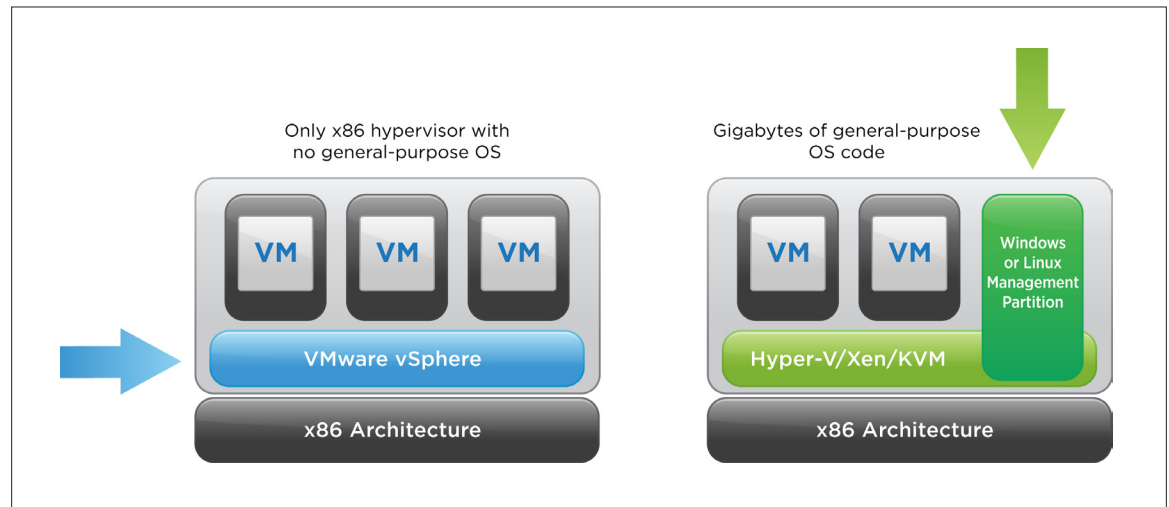 Only x86 hypervisor with
no general-purpose OS
VM
VM
VM
VMware vSphere
x86 Architecture
Gigabytes of general-purpose
OS code
VM
VM
Windows
or Linux
Management
Partition
Hyper-V/Xen/KVM
x86 Architecture